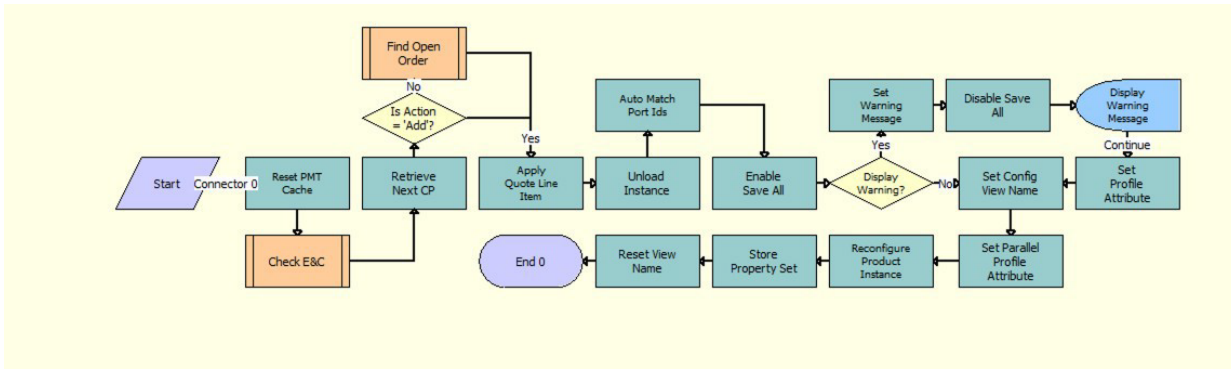 Find Open
Order
No
Is Action
= 'Add'?
Yes
Start
Connector 0
Reset PMT
Cache
Retrieve
Next CP
Check E&C
Apply
Quote Line
Item
Auto Match
Port Ids
Unload
Instance
Enable
Save All
Set
Warning
Message
Disable Save
All
Display
Warning
Message
Yes
Continue
Display
Warning?
No
Set Config
View Name
Set
Profile
Attribute
End 0
Reset View
Name
Store
Property Set
Reconfigure
Product
Instance
Set Parallel
Profile
Attribute